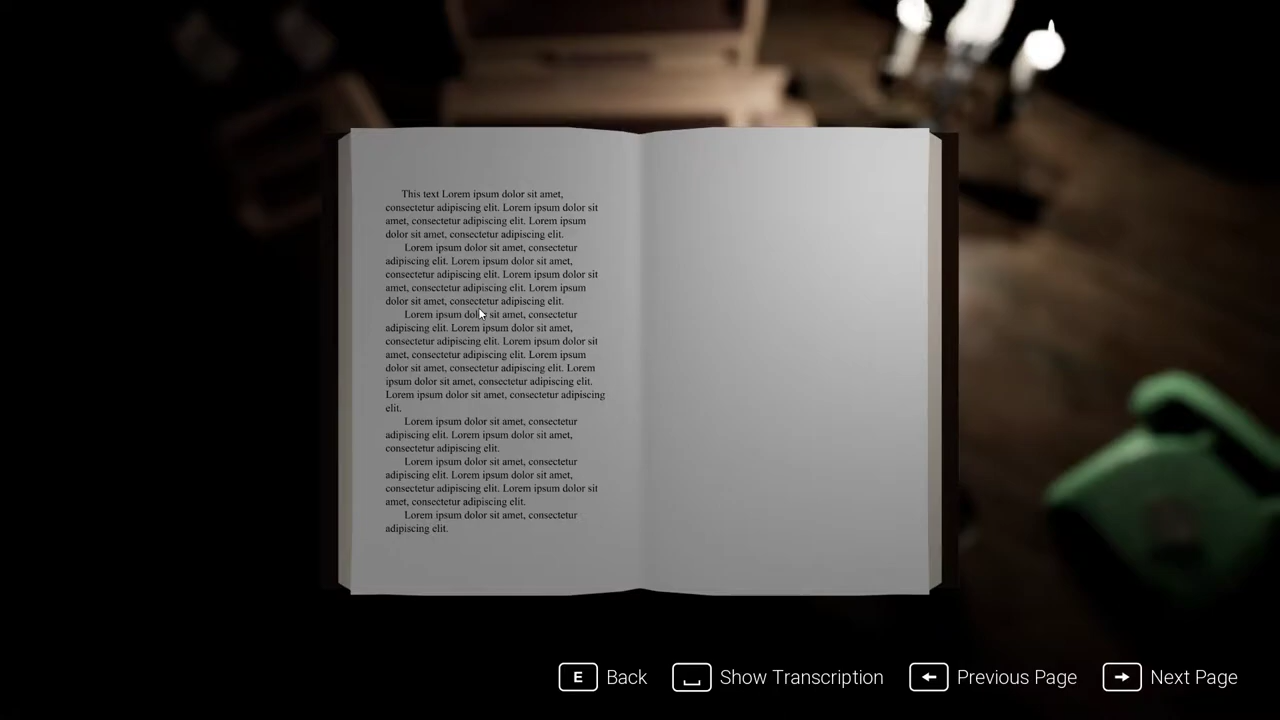 This text Lorem ipsum dolor sit amet,
consectetur adipiscing elit. Lorem ipsum dolor sit
amet, consectetur adipiscing elit. Lorem ipsum
dolor sit amet, consectetur adipiscing elit.
Lorem ipsum dolor sit amet, consectetur
adipiscing elit. Lorem ipsum dolor sit amet,
consectetur adipiscing elit. Lorem ipsum dolor sit
amet, consectetur adipiscing elit. Lorem ipsum
dolor sit amet, consectetur adipiscing elit.
Lorem ipsum dolor sit amet, consectetur
adipiscing elit. Lorem ipsum dolor sit amet,
consectetur adipiscing elit. Lorem ipsum dolor sit
amet, consectetur adipiscing elit. Lorem ipsum
dolor sit amet, consectetur adipiscing elit. Lorem
ipsum dolor sit amet, consectetur adipiscing elit.
Lorem ipsum dolor sit amet, consectetur adipiscing
elit.
Lorem ipsum dolor sit amet, consectetur
adipiscing elit. Lorem ipsum dolor sit amet,
consectetur adipiscing elit.
Lorem ipsum dolor sit amet, consectetur
adipiscing elit. Lorem ipsum dolor sit amet,
consectetur adipiscing elit. Lorem ipsum dolor sit
amet, consectetur adipiscing elit.
Lorem ipsum dolor sit amet, consectetur
adipiscing elit.
E Back Show Transcription Previous Page Next Page